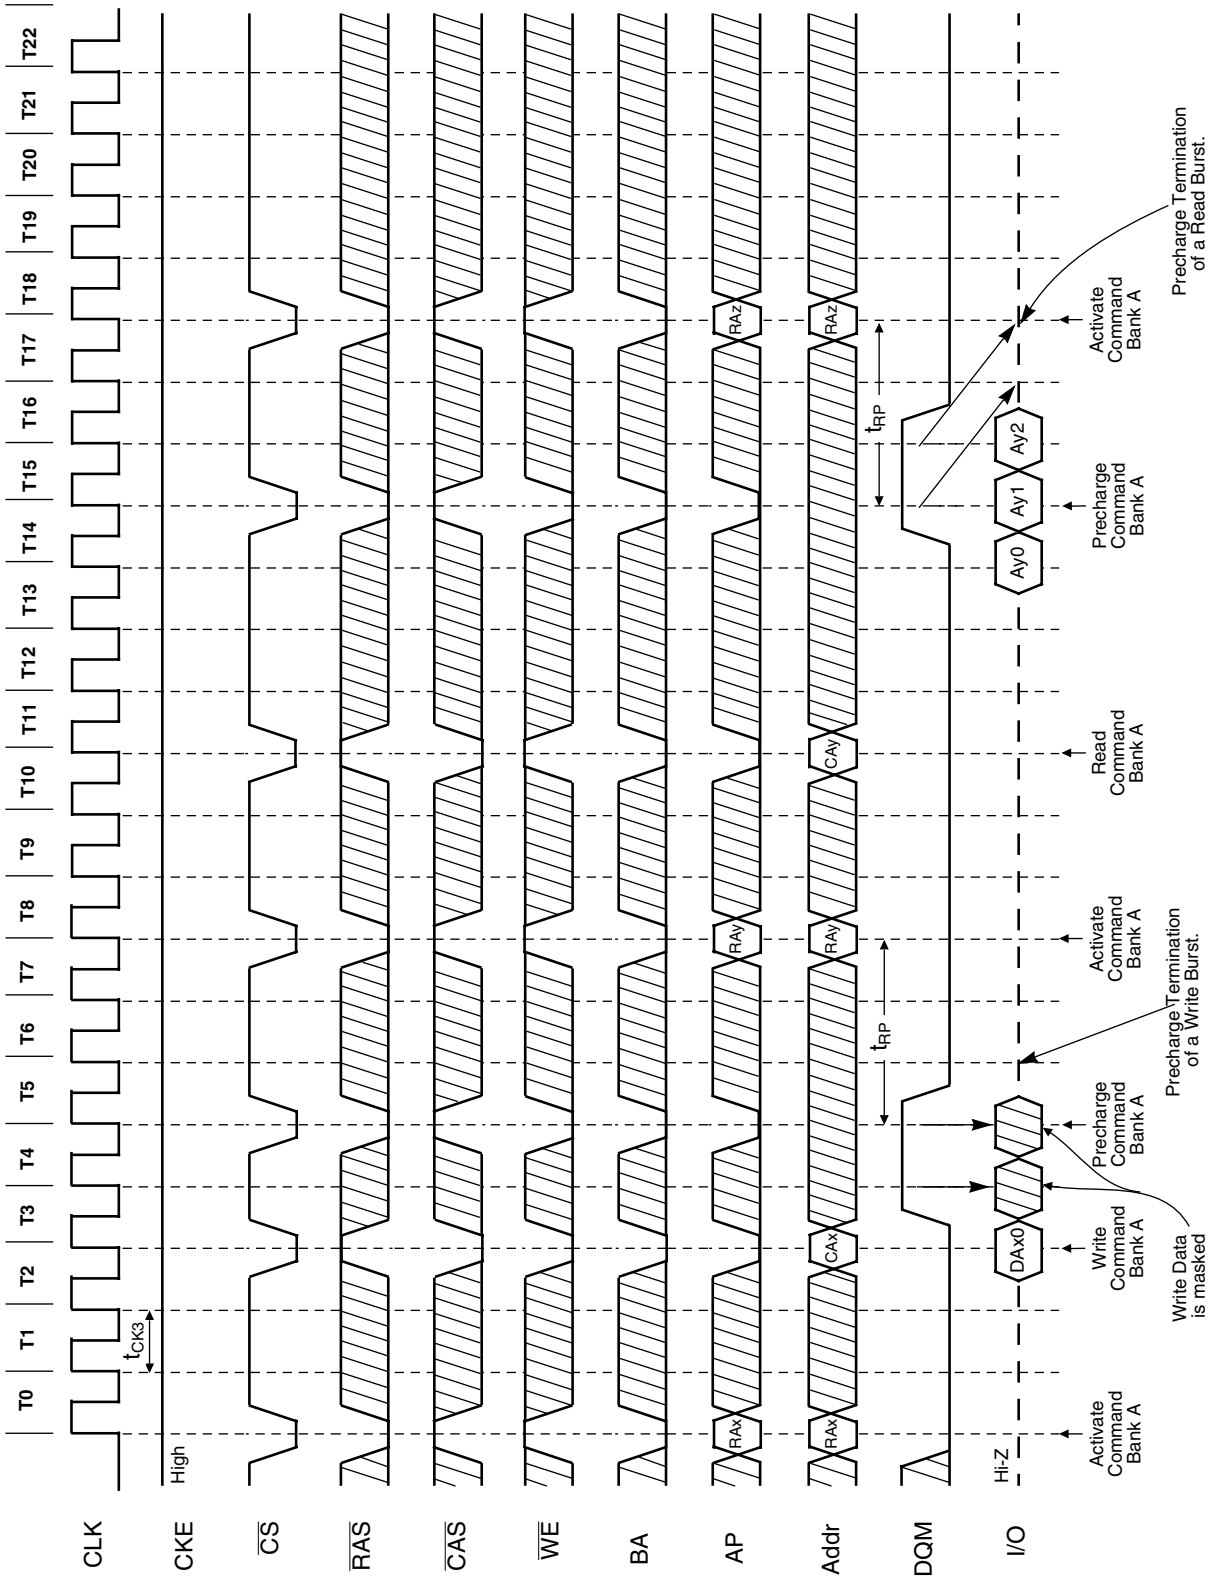 T0 T1 T2 T3 T4 T5 T6 T7 T8 T9 T10 T11 T12 T13 T14 T15 T16 T17 T18 T19 T20 T21 T22
CLK
tCK3
CKE
High
CS
RAS
CAS
WE
BA
AP
RAx RAy RAz
Addr
RAx CAx RAy CAy RAz
tRP tRP
DQM
I/O
Hi-Z
DAx0 Ay0 Ay1 Ay2
Activate
Command
Bank A
Write
Command
Bank A
Precharge
Command
Bank A
Activate
Command
Bank A
Read
Command
Bank A
Precharge
Command
Bank A
Activate
Command
Bank A
Write Data
is masked
Precharge Termination
of a Write Burst.
Precharge Termination
of a Read Burst.